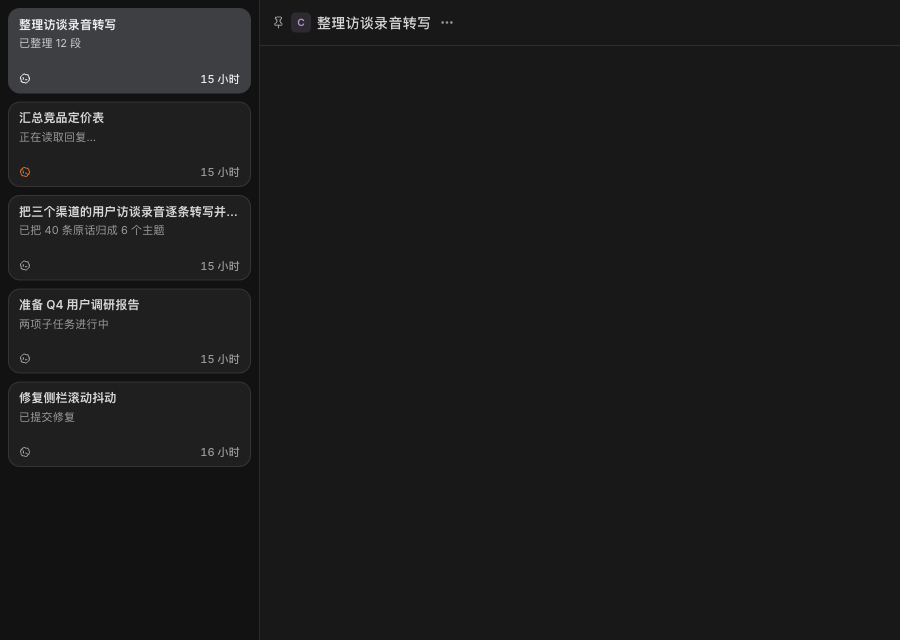 整理访谈录音转写
已整理 12 段
15 小时
汇总竞品定价表
正在读取回复...
15 小时
把三个渠道的用户访谈录音逐条转写并...
已把 40 条原话归成 6 个主题
15 小时
准备 Q4 用户调研报告
两项子任务进行中
15 小时
修复侧栏滚动抖动
已提交修复
16 小时
C 整理访谈录音转写 ...